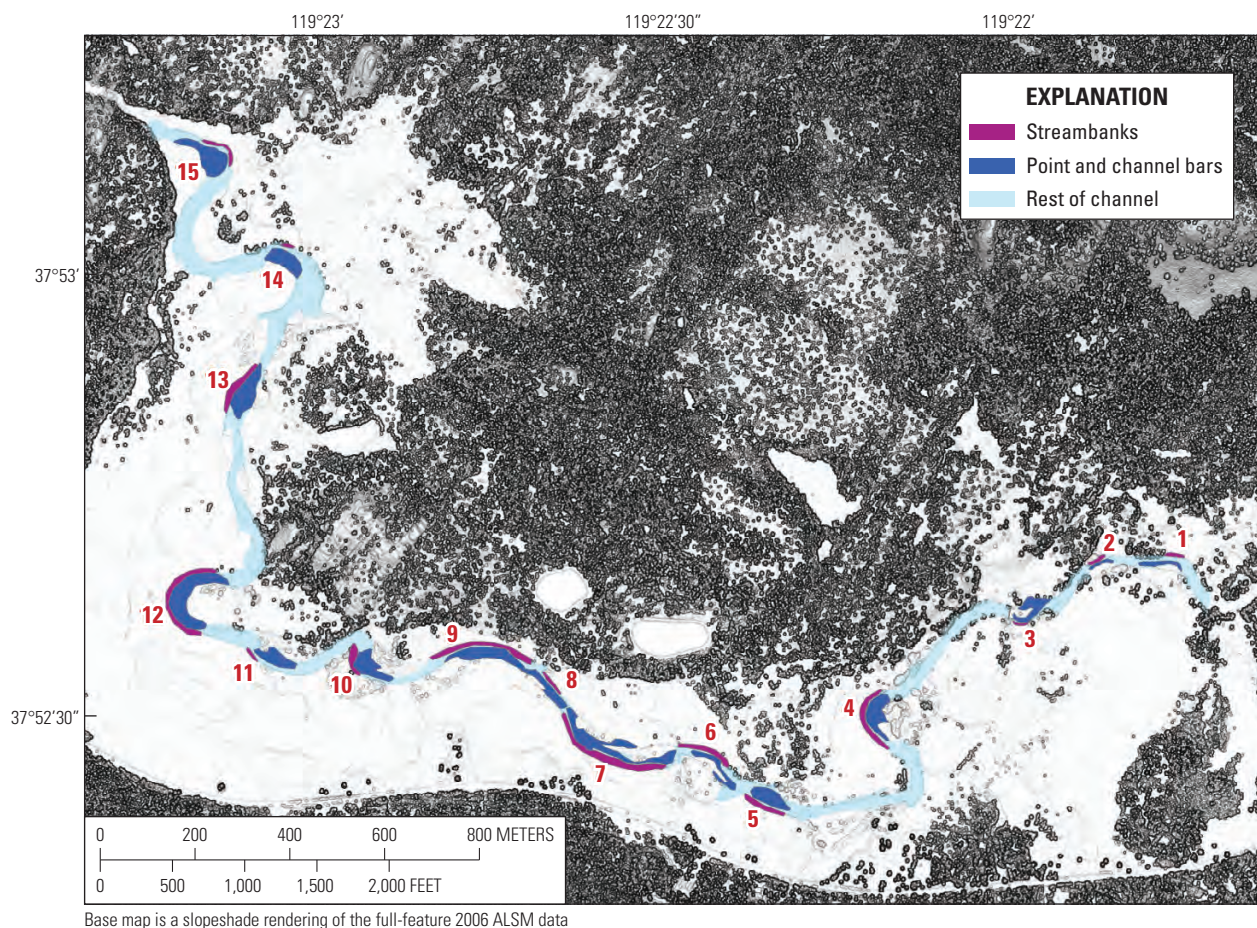 119°23’ 119°22’30” 119°22’
EXPLANATION
Streambanks
Point and channel bars
Rest of channel
15
14
37°53’
13
2 1
12
3
9
11
10
8
4
37°52’30”
6
7
5
0 200 400 600 800 METERS
0 500 1,000 1,500 2,000 FEET
Base map is a slopeshade rendering of the full-feature 2006 ALSM data